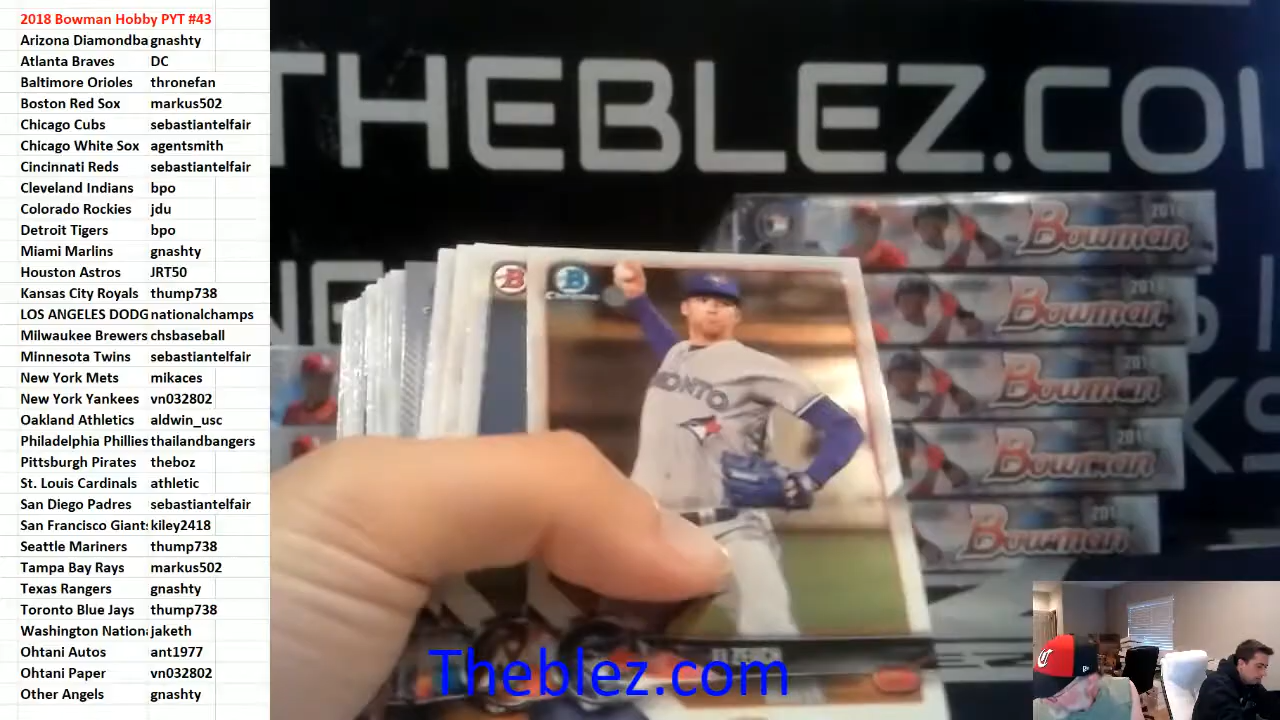 2018 Bowman Hobby PYT #43
Arizona Diamondba gnashty
Atlanta Braves DC
Baltimore Orioles thronefan
Boston Red Sox markus502
Chicago Cubs sebastiantelfair
Chicago White Sox agentsmith
Cincinnati Reds sebastiantelfair
Cleveland Indians bpo
Colorado Rockies jdu
Detroit Tigers bpo
Miami Marlins gnashty
Houston Astros JRT50
Kansas City Royals thump738
LOS ANGELES DODG nationalchamps
Milwaukee Brewers chsbaseball
Minnesota Twins sebastiantelfair
New York Mets mikaces
New York Yankees vn032802
Oakland Athletics aldwin_usc
Philadelphia Phillies thailandbangers
Pittsburgh Pirates theboz
St. Louis Cardinals athletic
San Diego Padres sebastiantelfair
San Francisco Giants kiley2418
Seattle Mariners thump738
Tampa Bay Rays markus502
Texas Rangers gnashty
Toronto Blue Jays thump738
Washington Nationa jaketh
Ohtani Autos ant1977
Ohtani Paper vn032802
Other Angels gnashty
THEBLEZ.CO
Bowman
Bowman
Bowman
Bowman
Bowman
B
B
Chrome
RONTO
Theblez.com